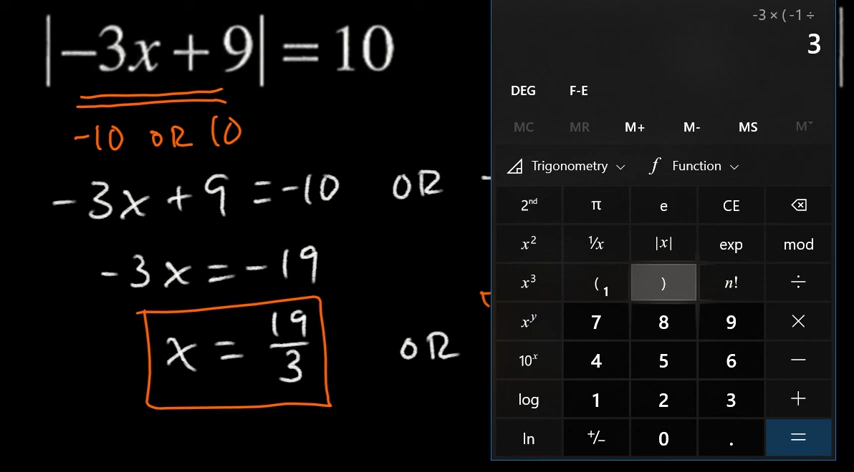 |−3x + 9| = 10
-10 OR 10
-3x + 9 = -10 OR -
-3x = -19
x = 19/3 OR
-3 × ( -1 ÷
3
DEG F-E
MC MR M+ M- MS M˅
Trigonometry f Function
2nd π e CE ⌫
x² ¹/x |x| exp mod
x³ ( 1 ) n! ÷
xʸ 7 8 9 ×
10ˣ 4 5 6 −
log 1 2 3 +
ln +/− 0 . =